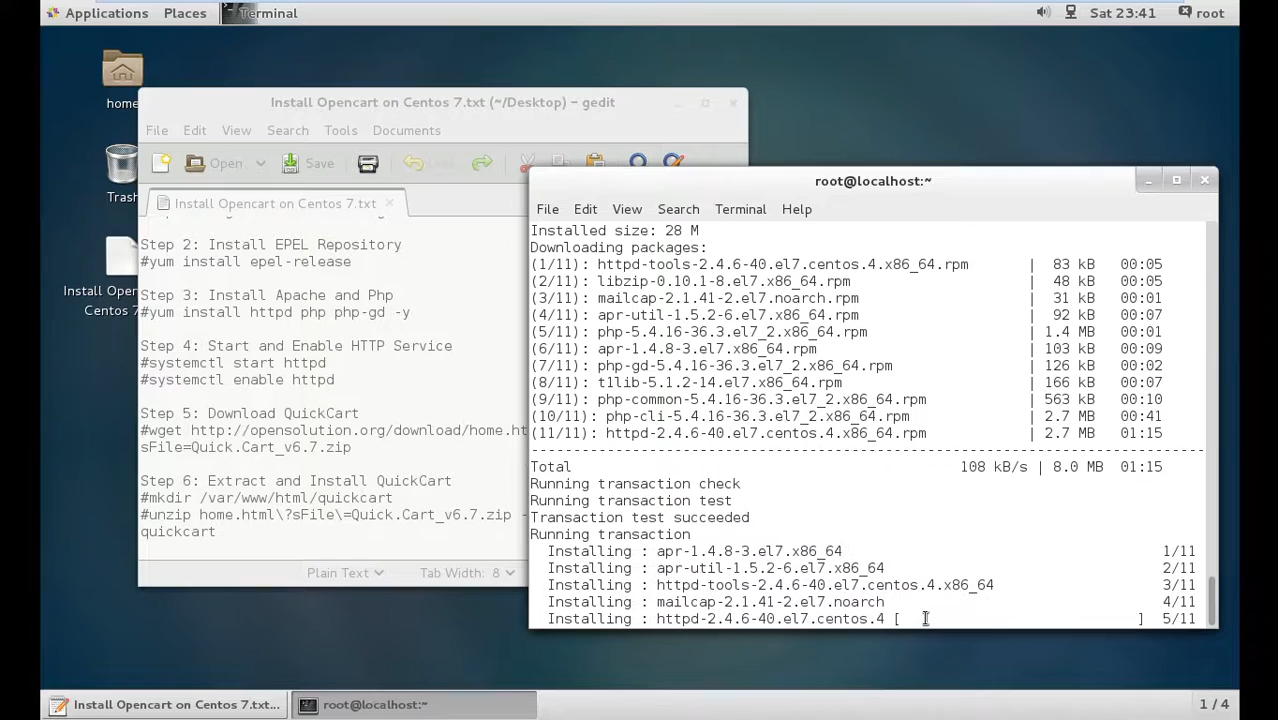 Applications Places Terminal Sat 23:41 root
home
Trash
Install Open
Centos 7.
Install Opencart on Centos 7.txt (~/Desktop) – gedit
File Edit View Search Tools Documents
Open Save
Install Opencart on Centos 7.txt
Step 2: Install EPEL Repository
#yum install epel-release
Step 3: Install Apache and Php
#yum install httpd php php-gd -y
Step 4: Start and Enable HTTP Service
#systemctl start httpd
#systemctl enable httpd
Step 5: Download QuickCart
#wget http://opensolution.org/download/home.ht
sFile=Quick.Cart_v6.7.zip
Step 6: Extract and Install QuickCart
#mkdir /var/www/html/quickcart
#unzip home.html\?sFile\=Quick.Cart_v6.7.zip -
quickcart
Plain Text Tab Width: 8
root@localhost:~
File Edit View Search Terminal Help
Installed size: 28 M
Downloading packages:
(1/11): httpd-tools-2.4.6-40.el7.centos.4.x86_64.rpm | 83 kB 00:05
(2/11): libzip-0.10.1-8.el7.x86_64.rpm | 48 kB 00:05
(3/11): mailcap-2.1.41-2.el7.noarch.rpm | 31 kB 00:01
(4/11): apr-util-1.5.2-6.el7.x86_64.rpm | 92 kB 00:07
(5/11): php-5.4.16-36.3.el7_2.x86_64.rpm | 1.4 MB 00:01
(6/11): apr-1.4.8-3.el7.x86_64.rpm | 103 kB 00:09
(7/11): php-gd-5.4.16-36.3.el7_2.x86_64.rpm | 126 kB 00:02
(8/11): t1lib-5.1.2-14.el7.x86_64.rpm | 166 kB 00:07
(9/11): php-common-5.4.16-36.3.el7_2.x86_64.rpm | 563 kB 00:10
(10/11): php-cli-5.4.16-36.3.el7_2.x86_64.rpm | 2.7 MB 00:41
(11/11): httpd-2.4.6-40.el7.centos.4.x86_64.rpm | 2.7 MB 01:15
--------------------------------------------------------------------------------
Total 108 kB/s | 8.0 MB 01:15
Running transaction check
Running transaction test
Transaction test succeeded
Running transaction
Installing : apr-1.4.8-3.el7.x86_64 1/11
Installing : apr-util-1.5.2-6.el7.x86_64 2/11
Installing : httpd-tools-2.4.6-40.el7.centos.4.x86_64 3/11
Installing : mailcap-2.1.41-2.el7.noarch 4/11
Installing : httpd-2.4.6-40.el7.centos.4 [ ] 5/11
Install Opencart on Centos 7.txt... root@localhost:~ 1 / 4